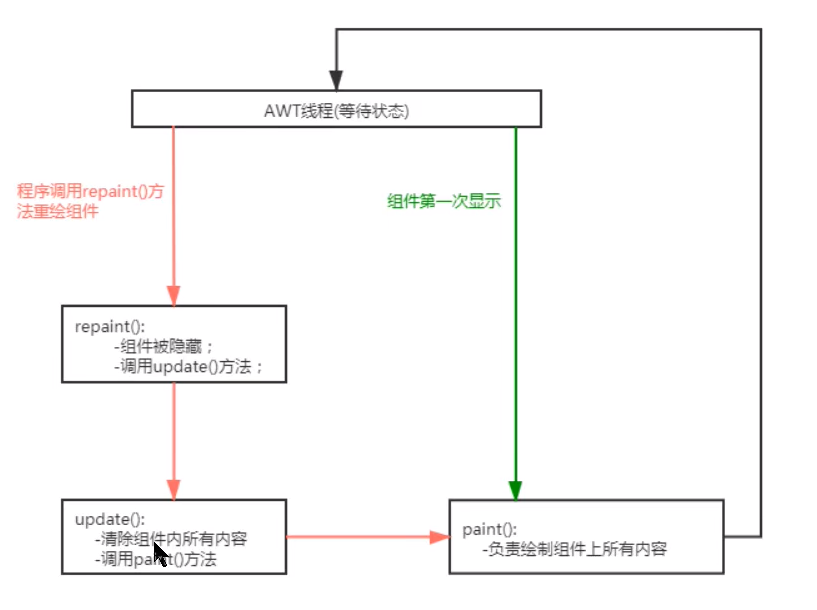 AWT线程(等待状态)
程序调用repaint()方
法重绘组件
组件第一次显示
repaint():
-组件被隐藏；
-调用update()方法；
update():
-清除组件内所有内容
-调用paint()方法
paint():
-负责绘制组件上所有内容